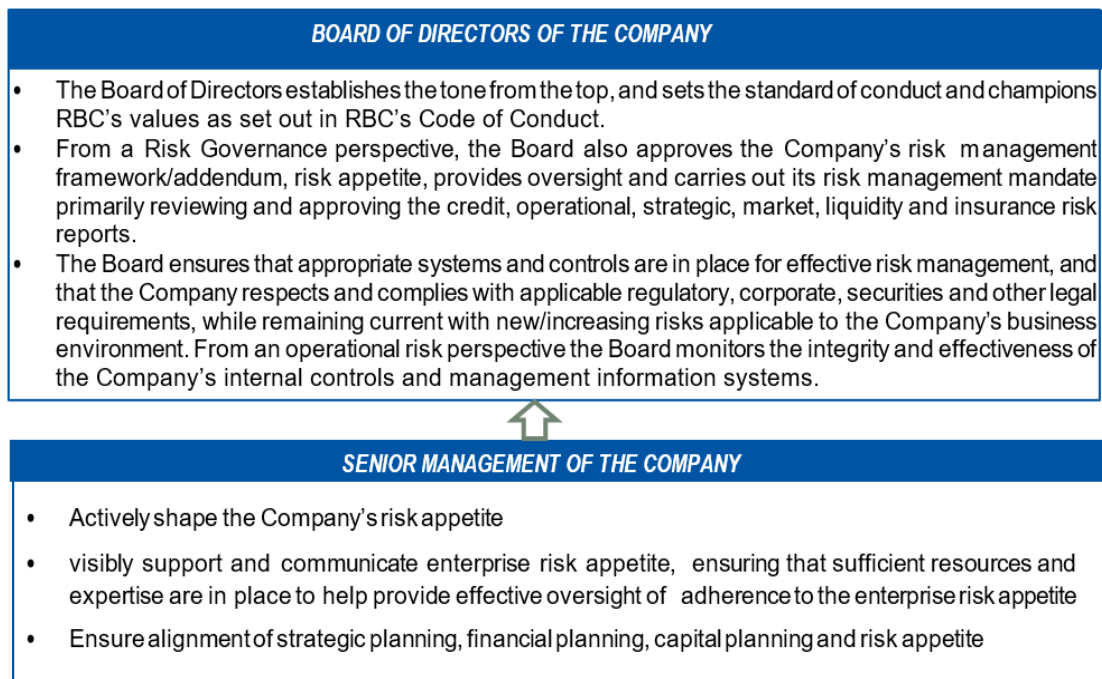 BOARD OF DIRECTORS OF THE COMPANY
• The Board of Directors establishes the tone from the top, and sets the standard of conduct and champions
RBC's values as set out in RBC's Code of Conduct.
• From a Risk Governance perspective, the Board also approves the Company's risk management
framework/addendum, risk appetite, provides oversight and carries out its risk management mandate
primarily reviewing and approving the credit, operational, strategic, market, liquidity and insurance risk
reports.
• The Board ensures that appropriate systems and controls are in place for effective risk management, and
that the Company respects and complies with applicable regulatory, corporate, securities and other legal
requirements, while remaining current with new/increasing risks applicable to the Company's business
environment. From an operational risk perspective the Board monitors the integrity and effectiveness of
the Company's internal controls and management information systems.
SENIOR MANAGEMENT OF THE COMPANY
• Actively shape the Company's risk appetite
• visibly support and communicate enterprise risk appetite, ensuring that sufficient resources and
expertise are in place to help provide effective oversight of adherence to the enterprise risk appetite
• Ensure alignment of strategic planning, financial planning, capital planning and risk appetite